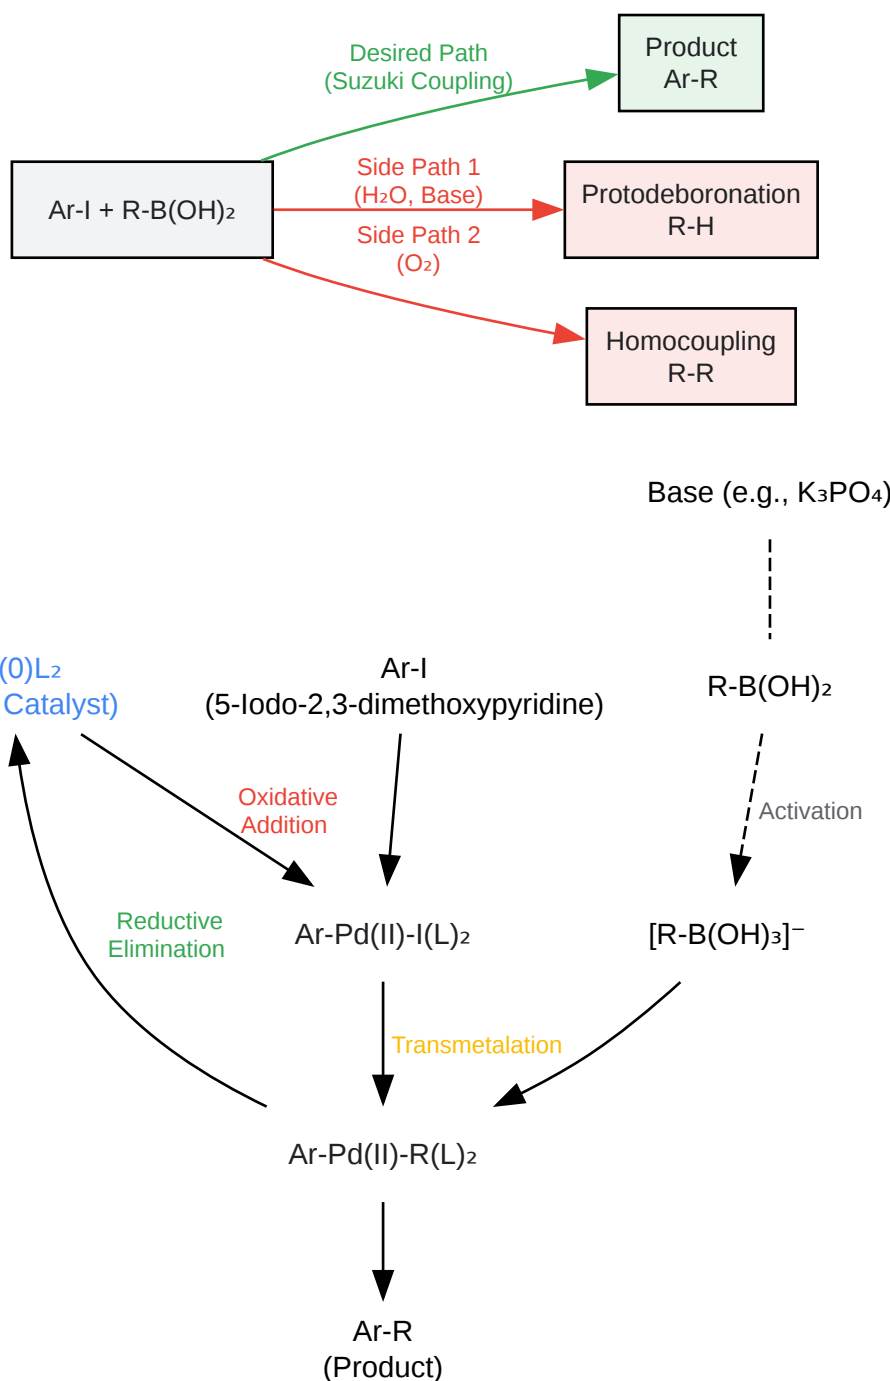 Desired Path
(Suzuki Coupling)
Product
Ar-R
Ar-I + R-B(OH)₂
Side Path 1
(H₂O, Base)
Protodeboronation
R-H
Side Path 2
(O₂)
Homocoupling
R-R
Base (e.g., K₃PO₄)
(0)L₂
Catalyst)
Ar-I
(5-Iodo-2,3-dimethoxypyridine)
R-B(OH)₂
Oxidative
Addition
Activation
Reductive
Elimination
Ar-Pd(II)-I(L)₂
[R-B(OH)₃]⁻
Transmetalation
Ar-Pd(II)-R(L)₂
Ar-R
(Product)